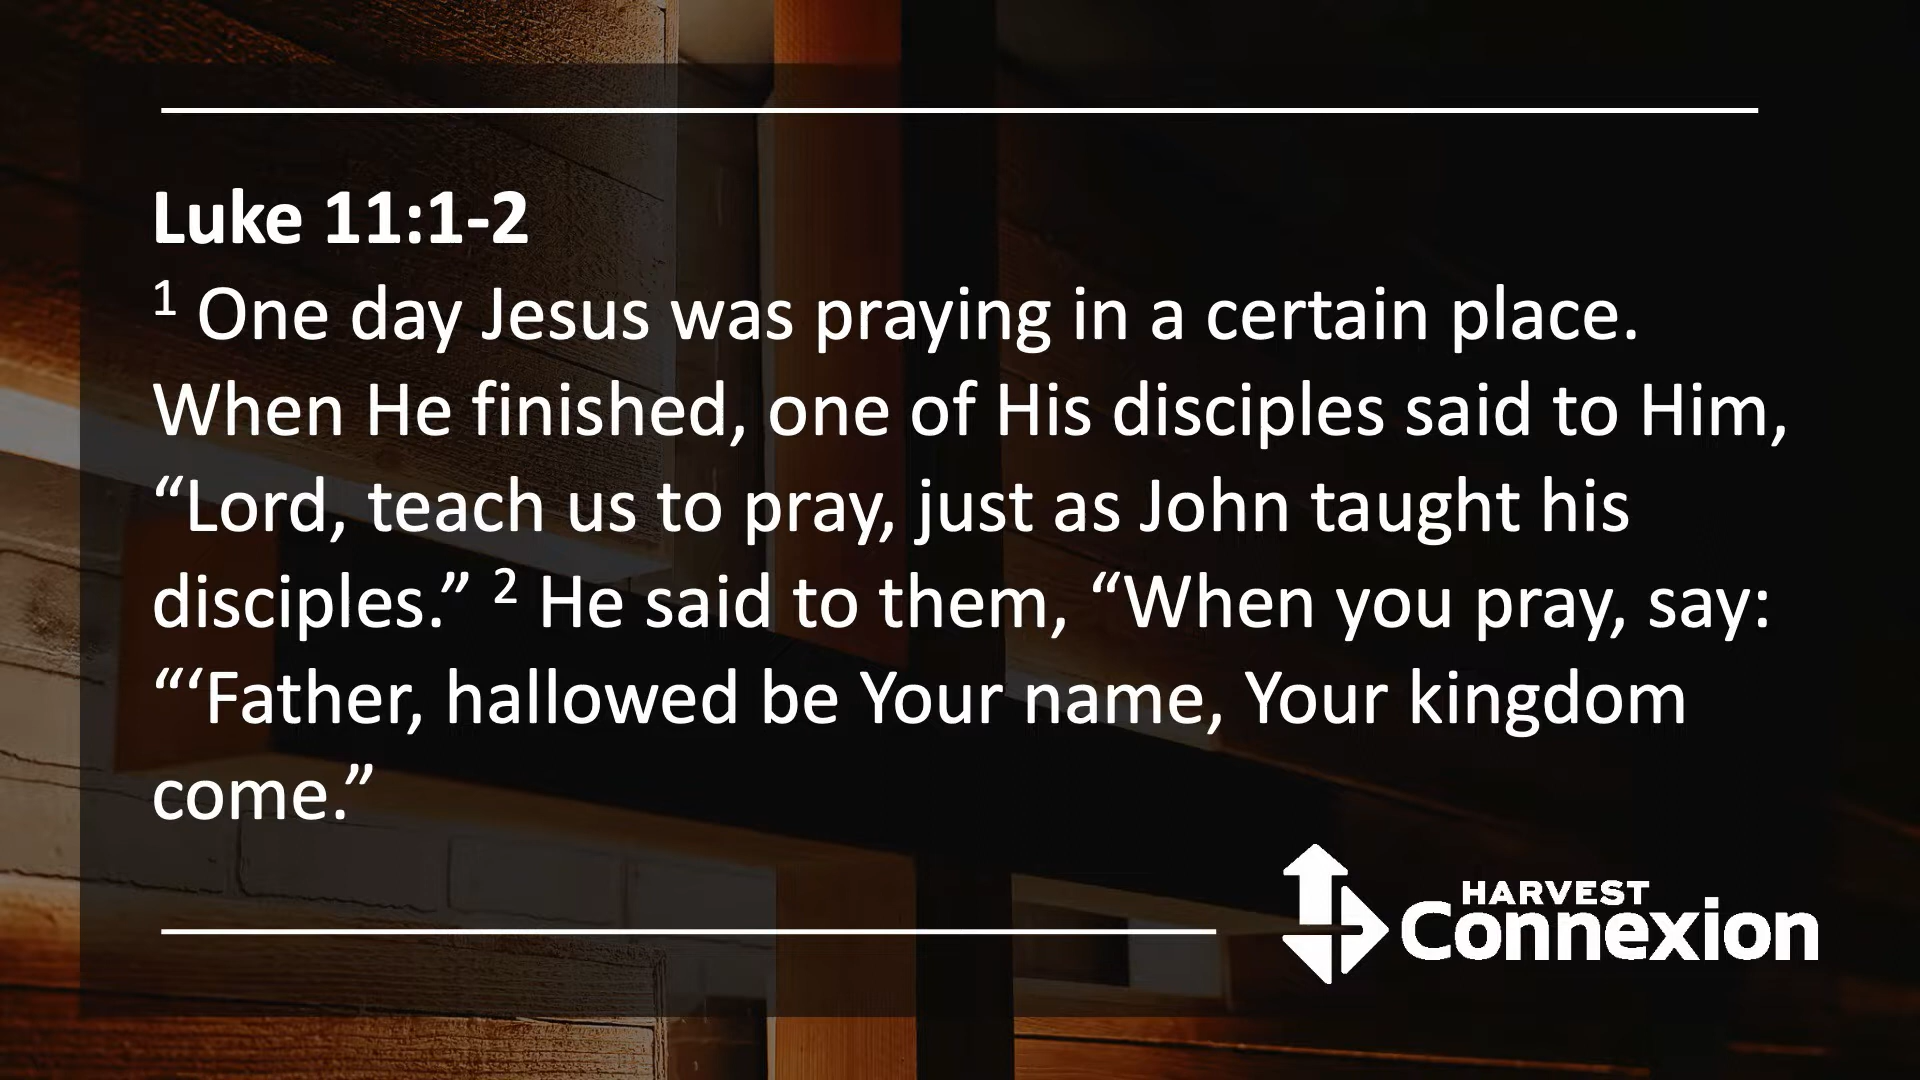 Luke 11:1-2
1 One day Jesus was praying in a certain place.
When He finished, one of His disciples said to Him,
“Lord, teach us to pray, just as John taught his
disciples.” 2 He said to them, “When you pray, say:
“‘Father, hallowed be Your name, Your kingdom
come.”
HARVEST
Connexion